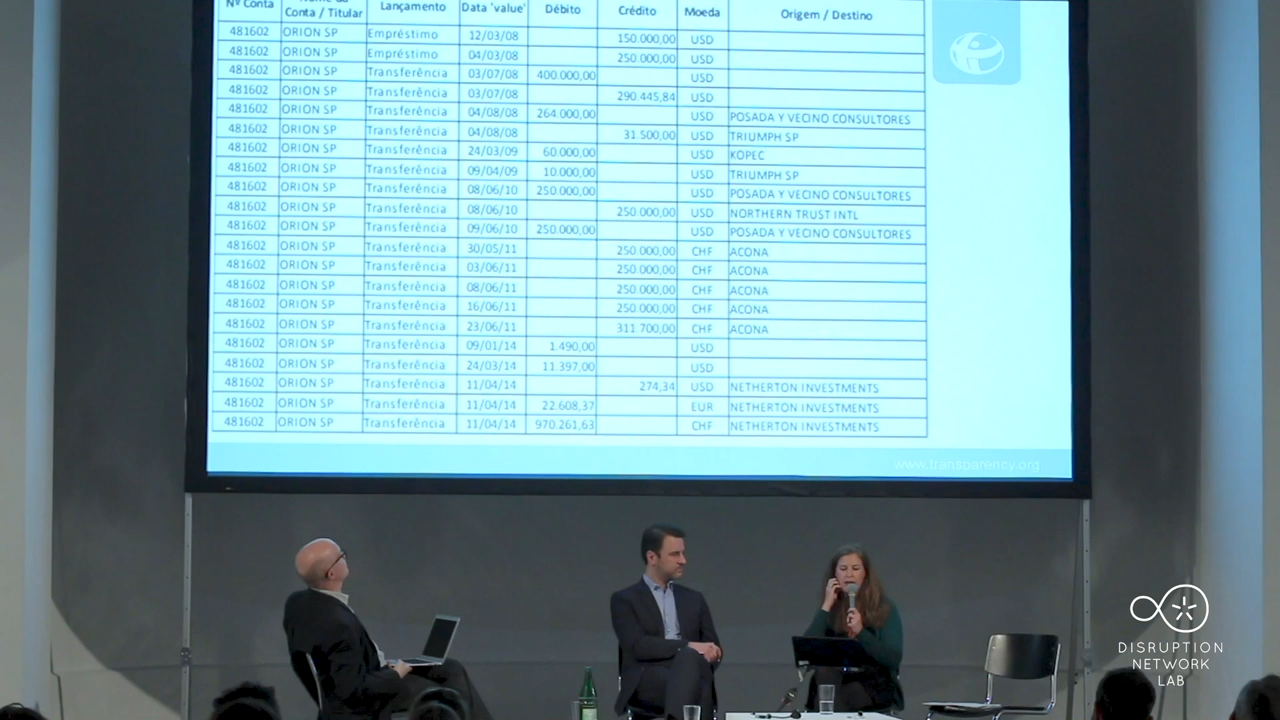 Nº Conta Conta / Titular Lançamento Data 'value' Débito Crédito Moeda Origem / Destino
481602 ORION SP Empréstimo 12/03/08 150.000,00 USD
481602 ORION SP Empréstimo 04/03/08 250.000,00 USD
481602 ORION SP Transferência 03/07/08 400.000,00 USD
481602 ORION SP Transferência 03/07/08 290.445,84 USD
481602 ORION SP Transferência 04/08/08 264.000,00 USD POSADA Y VECINO CONSULTORES
481602 ORION SP Transferência 04/08/08 31.500,00 USD TRIUMPH SP
481602 ORION SP Transferência 24/03/09 60.000,00 USD KOPEC
481602 ORION SP Transferência 09/04/09 10.000,00 USD TRIUMPH SP
481602 ORION SP Transferência 08/06/10 250.000,00 USD POSADA Y VECINO CONSULTORES
481602 ORION SP Transferência 08/06/10 250.000,00 USD NORTHERN TRUST INTL
481602 ORION SP Transferência 09/06/10 250.000,00 USD POSADA Y VECINO CONSULTORES
481602 ORION SP Transferência 30/05/11 250.000,00 CHF ACONA
481602 ORION SP Transferência 03/06/11 250.000,00 CHF ACONA
481602 ORION SP Transferência 08/06/11 250.000,00 CHF ACONA
481602 ORION SP Transferência 16/06/11 250.000,00 CHF ACONA
481602 ORION SP Transferência 23/06/11 311.700,00 CHF ACONA
481602 ORION SP Transferência 09/01/14 1.490,00 USD
481602 ORION SP Transferência 24/03/14 11.397,00 USD
481602 ORION SP Transferência 11/04/14 274,34 USD NETHERTON INVESTMENTS
481602 ORION SP Transferência 11/04/14 22.608,37 EUR NETHERTON INVESTMENTS
481602 ORION SP Transferência 11/04/14 970.261,63 CHF NETHERTON INVESTMENTS
www.transparency.org
DISRUPTION
NETWORK
LAB